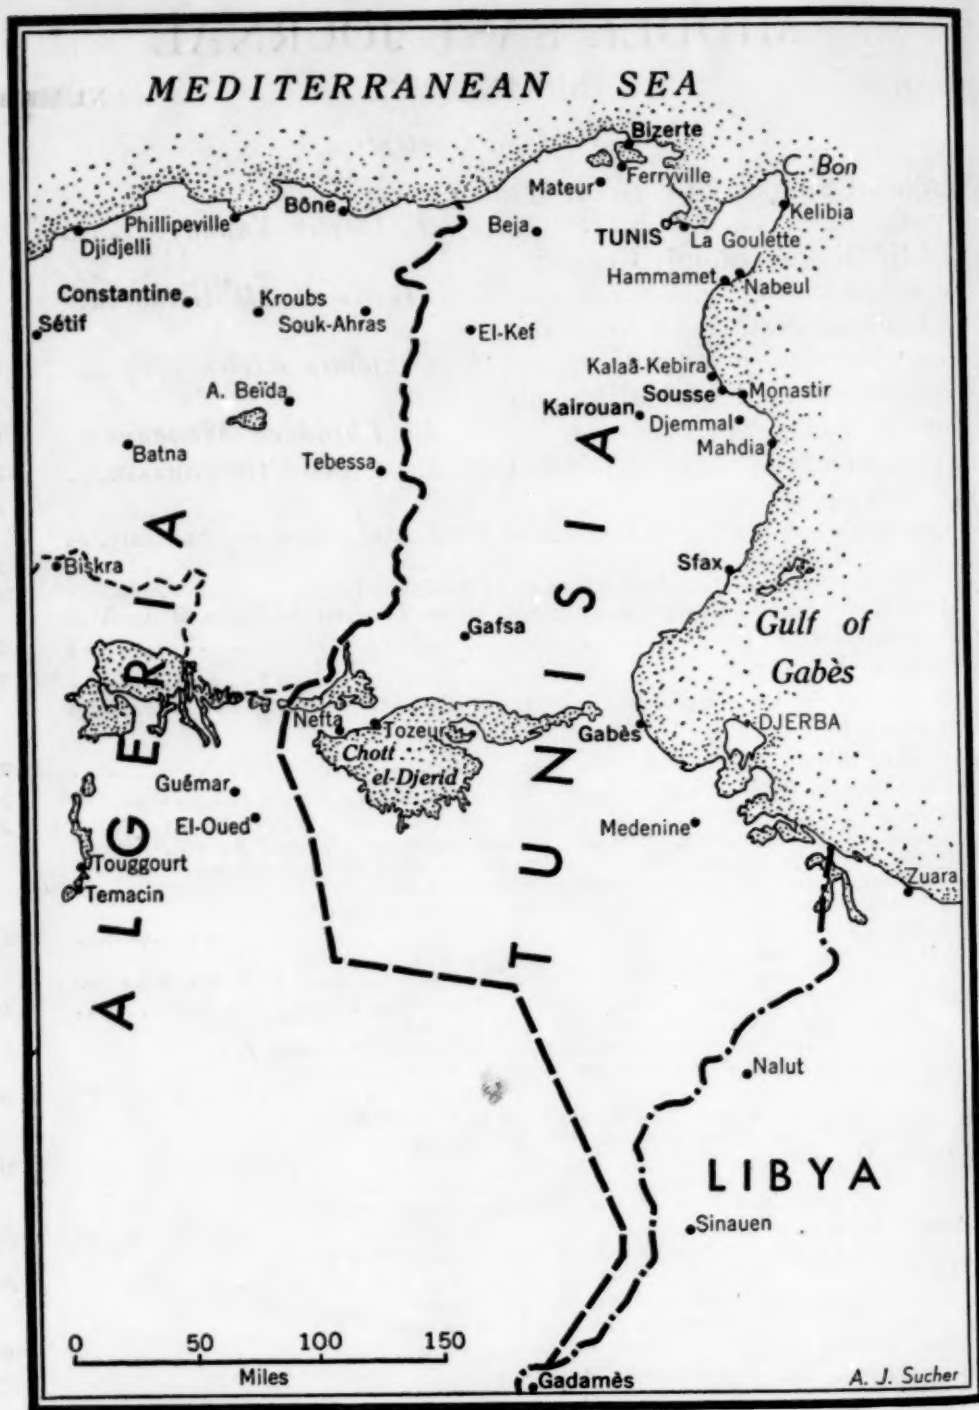 MEDITERRANEAN SEA
Bizerte
Ferryville
C. Bon
Mateur
Kelibia
Bône
Phillipeville
Djidjelli
Beja
TUNIS
La Goulette
Hammamet
Nabeul
Constantine
Kroubs
Souk-Ahras
Sétif
El-Kef
Kalaâ-Kebira
A. Beïda
Sousse
Monastir
Kairouan
Djemmal
Mahdia
Batna
Tebessa
Biskra
Sfax
Gafsa
Gulf of
Gabès
ALGERIA
TUNISIA
Nefta
Tozeur
Gabès
DJERBA
Chott
el-Djerid
Guémar
El-Oued
Medenine
Touggourt
Temacin
Zuara
Nalut
LIBYA
Sinauen
0 50 100 150
Miles
Gadamès
A. J. Sucher